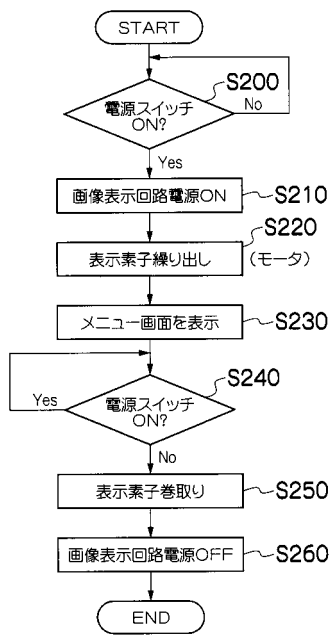 START
S200
電源スイッチ
ON?
No
Yes
画像表示回路電源ON
S210
S220
表示素子繰り出し
(モータ)
メニュー画面を表示
S230
S240
電源スイッチ
ON?
Yes
No
表示素子巻取り
S250
画像表示回路電源OFF
S260
END